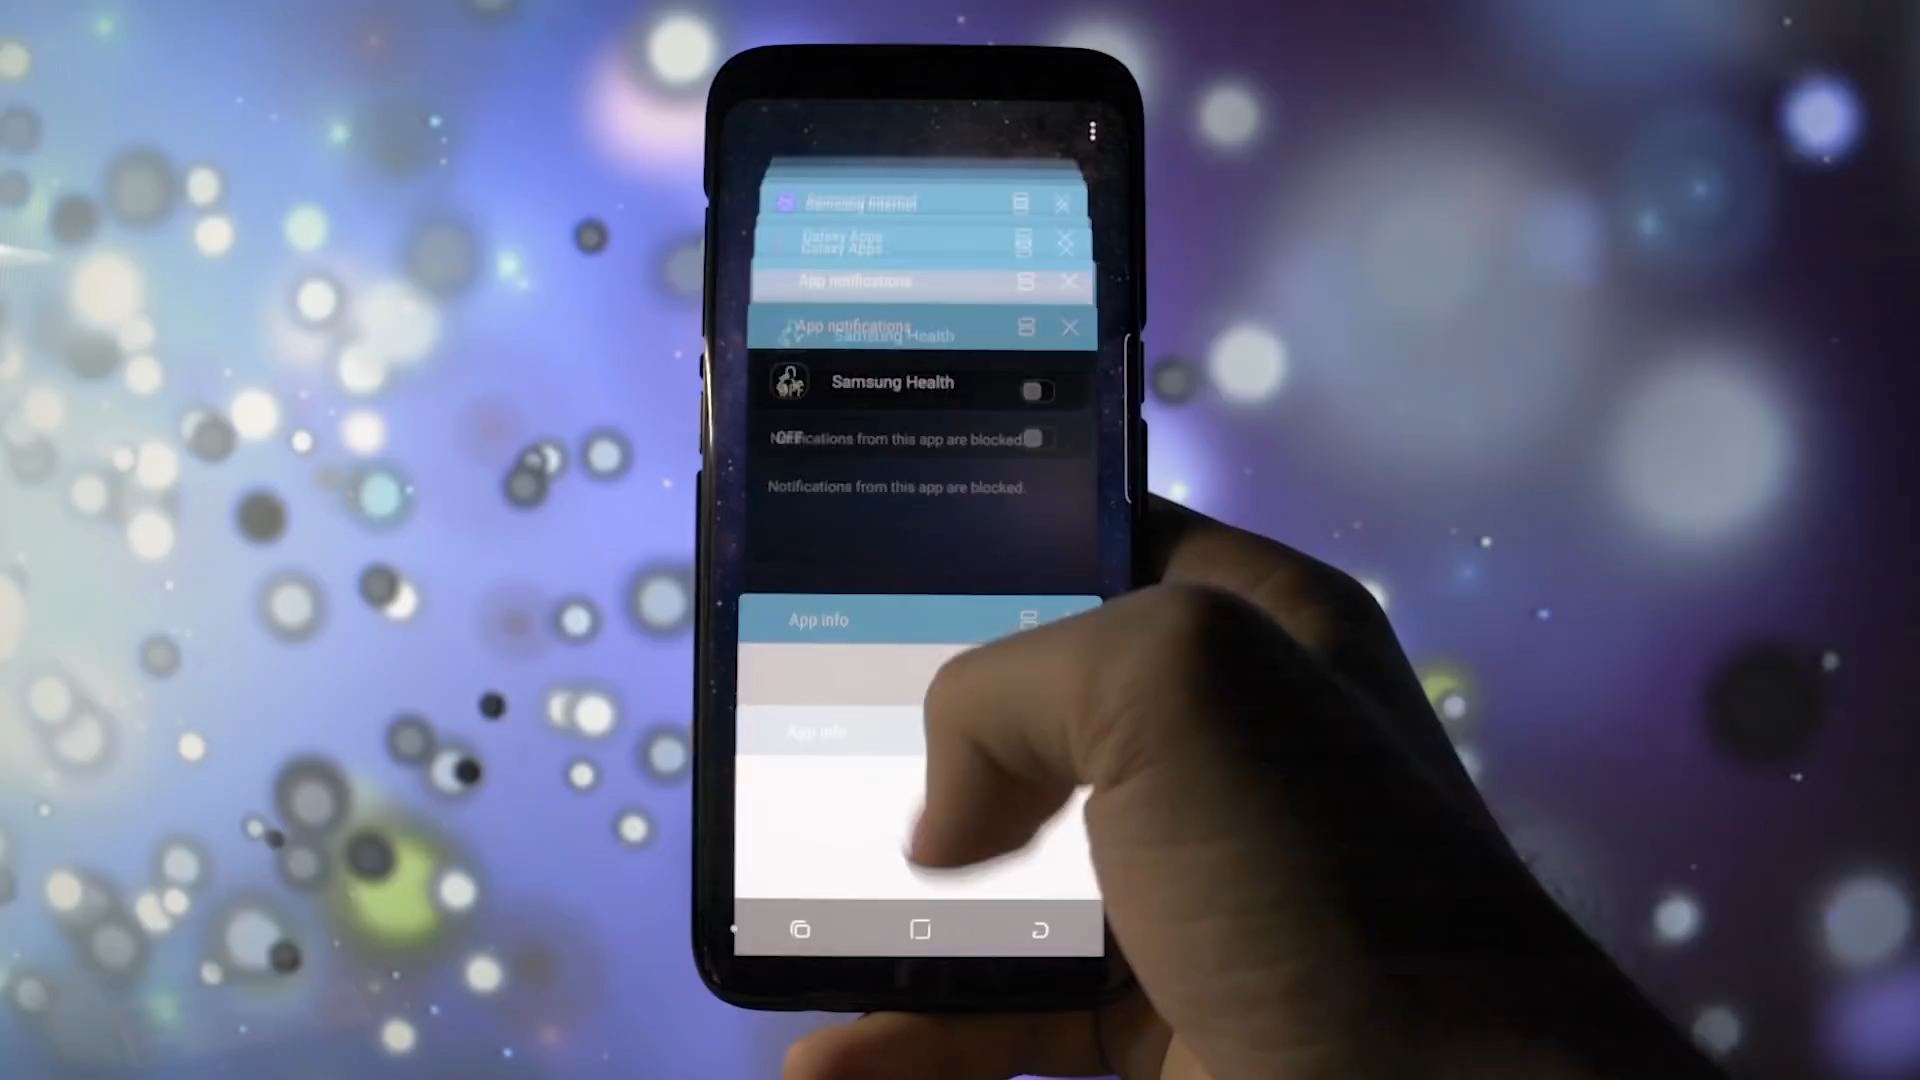 Samsung Internet
Galaxy Apps
Galaxy Apps
App notifications
App notifications
Samsung Health
Samsung Health
OFF
Notifications from this app are blocked.
OFF
Notifications from this app are blocked.
App info
App info